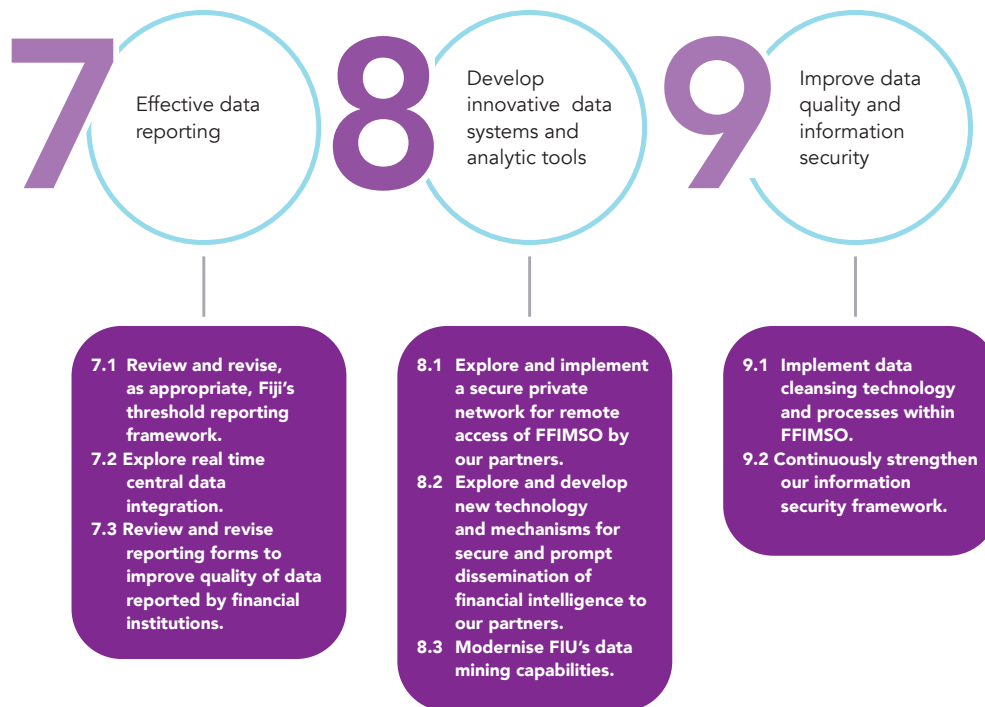 7
Effective data
reporting
7.1 Review and revise,
as appropriate, Fiji's
threshold reporting
framework.
7.2 Explore real time
central data
integration.
7.3 Review and revise
reporting forms to
improve quality of data
reported by financial
institutions.
8
Develop
innovative data
systems and
analytic tools
8.1 Explore and implement
a secure private
network for remote
access of FFIMSO by
our partners.
8.2 Explore and develop
new technology
and mechanisms for
secure and prompt
dissemination of
financial intelligence to
our partners.
8.3 Modernise FIU's data
mining capabilities.
9
Improve data
quality and
information
security
9.1 Implement data
cleansing technology
and processes within
FFIMSO.
9.2 Continuously strengthen
our information
security framework.